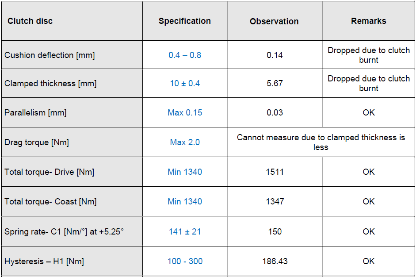 Clutch disc Specification Observation Remarks
Cushion deflection [mm] 0.4 – 0.8 0.14 Dropped due to clutch
burnt
Clamped thickness [mm] 10 ± 0.4 5.67 Dropped due to clutch
burnt
Parallelism [mm] Max 0.15 0.03 OK
Drag torque [Nm] Max 2.0 Cannot measure due to clamped thickness is
less
Total torque- Drive [Nm] Min 1340 1511 OK
Total torque- Coast [Nm] Min 1340 1347 OK
Spring rate- C1 [Nm/°] at +5.25° 141 ± 21 150 OK
Hysteresis – H1 [Nm] 100 - 300 186.43 OK